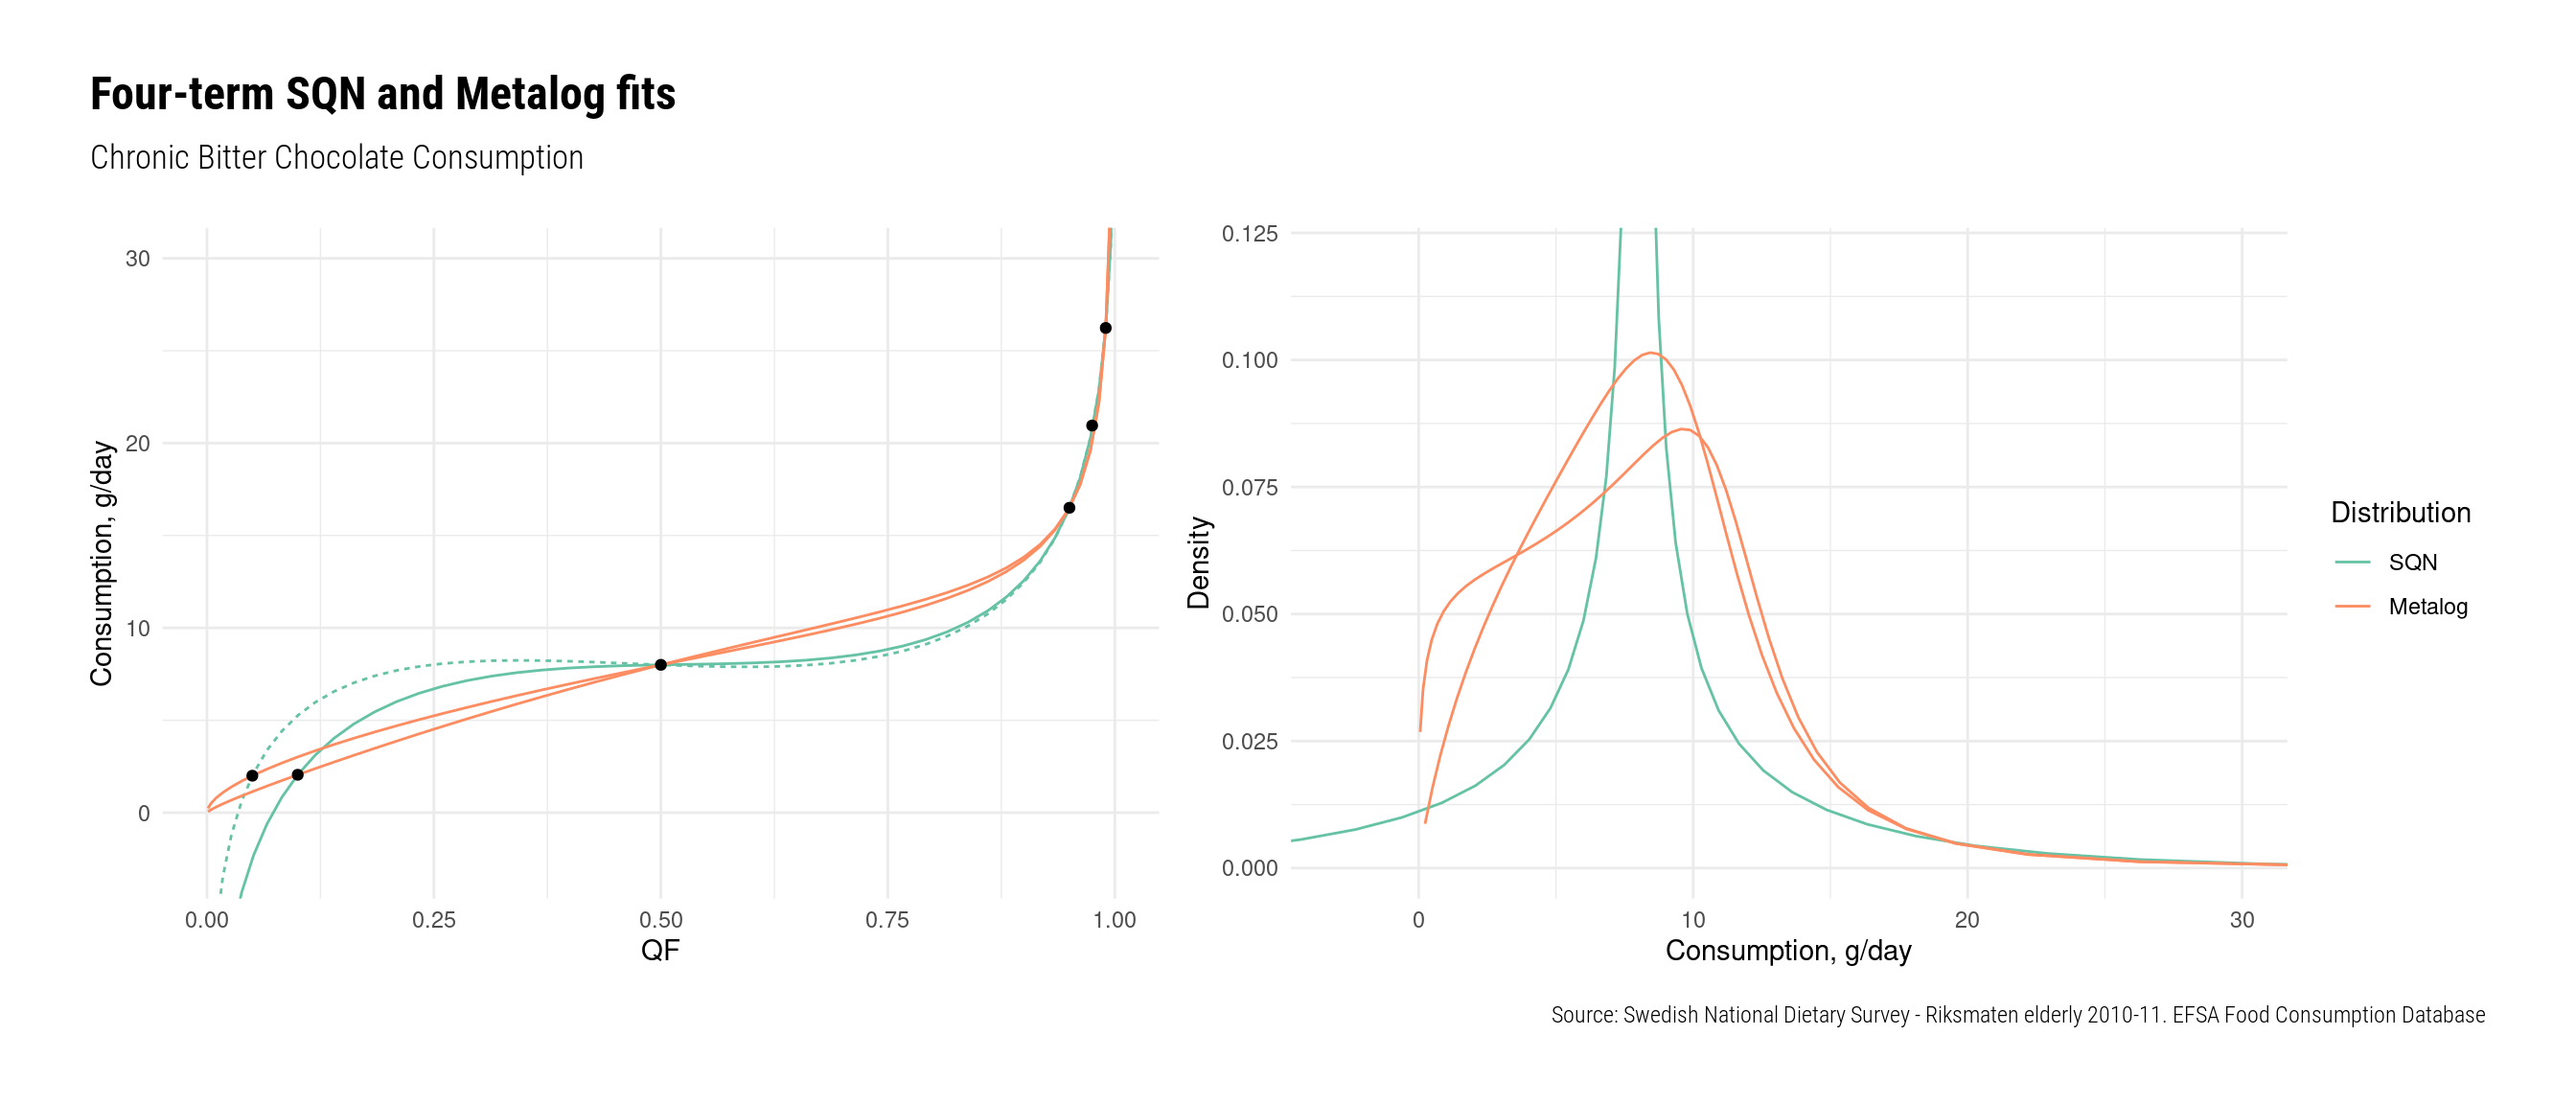 Four-term SQN and Metalog fits
Chronic Bitter Chocolate Consumption
Consumption, g/day
30
20
10
0
0.00 0.25 0.50 0.75 1.00
QF
Density
0.125
0.100
0.075
0.050
0.025
0.000
0 10 20 30
Consumption, g/day
Distribution
SQN
Metalog
Source: Swedish National Dietary Survey - Riksmaten elderly 2010-11. EFSA Food Consumption Database